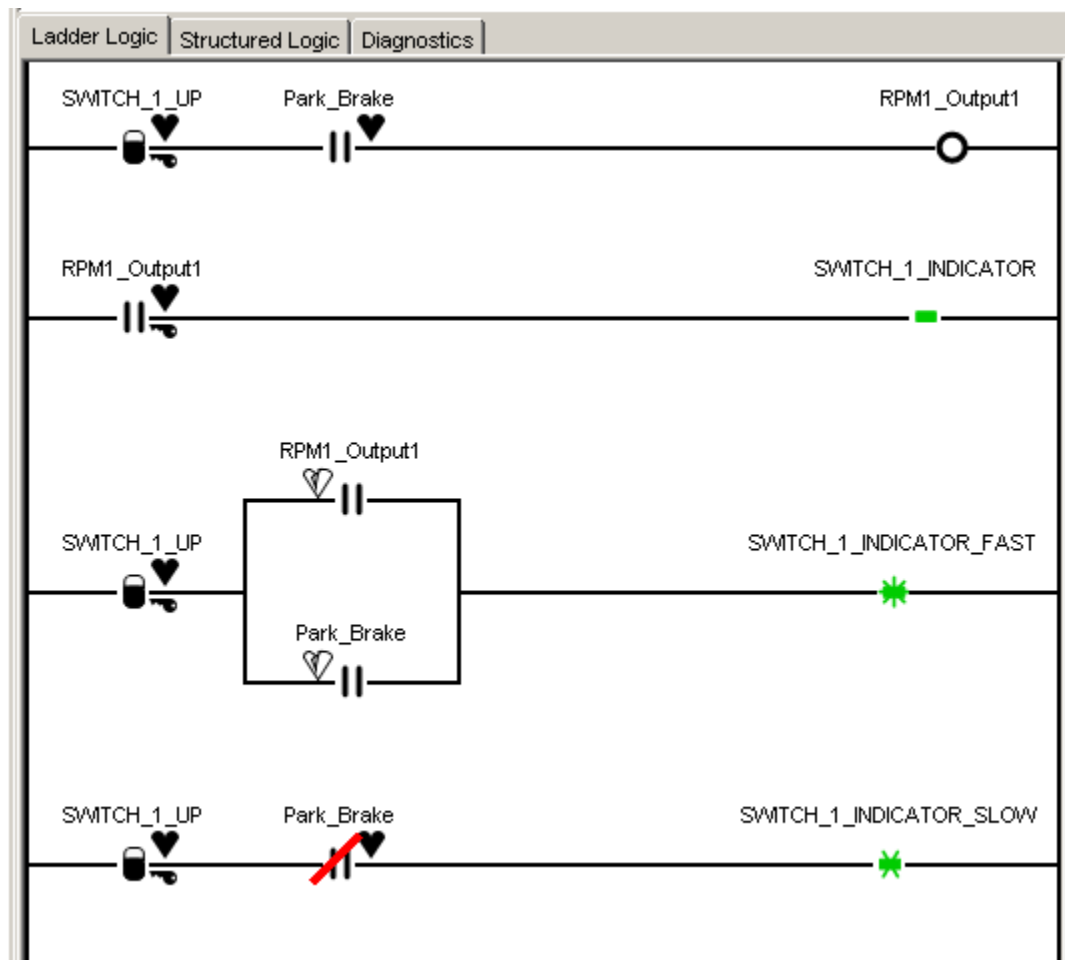 Ladder Logic Structured Logic Diagnostics
SWITCH_1_UP Park_Brake RPM1_Output1
RPM1_Output1 SWITCH_1_INDICATOR
RPM1_Output1
SWITCH_1_UP SWITCH_1_INDICATOR_FAST
Park_Brake
SWITCH_1_UP Park_Brake SWITCH_1_INDICATOR_SLOW